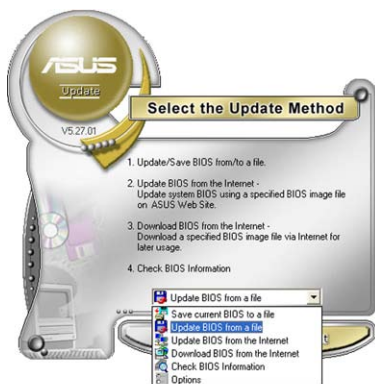 ASUS
Update
V5.27.01
Select the Update Method
1. Update/Save BIOS from/to a file.
2. Update BIOS from the Internet -
Update system BIOS using a specified BIOS image file
on ASUS Web Site.
3. Download BIOS from the Internet -
Download a specified BIOS image file via Internet for
later usage.
4. Check BIOS Information
Update BIOS from a file
Save current BIOS to a file
Update BIOS from a file
Update BIOS from the Internet
Download BIOS from the Internet
Check BIOS Information
Options